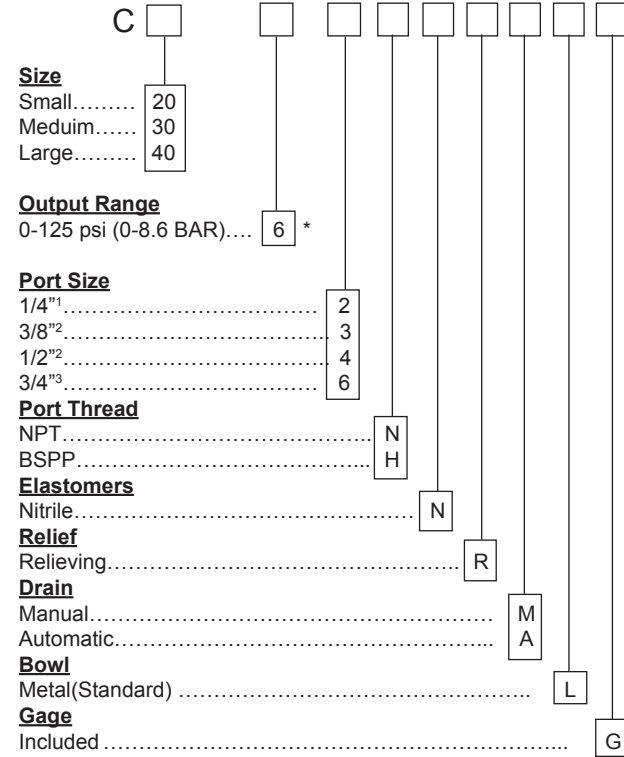 C
Size
Small……… 20
Meduim…… 30
Large……… 40
Output Range
0-125 psi (0-8.6 BAR)…. 6 *
Port Size
1/4”¹……………………………… 2
3/8”²……………………………… 3
1/2”²……………………………… 4
3/4”³……………………………… 6
Port Thread
NPT………………………………….. N
BSPP………………………………... H
Elastomers
Nitrile……………………………………… N
Relief
Relieving……………………………………….. R
Drain
Manual……………………………………………… M
Automatic…………………………………………... A
Bowl
Metal(Standard) ………………………………………….. L
Gage
Included …………………………………………………... G